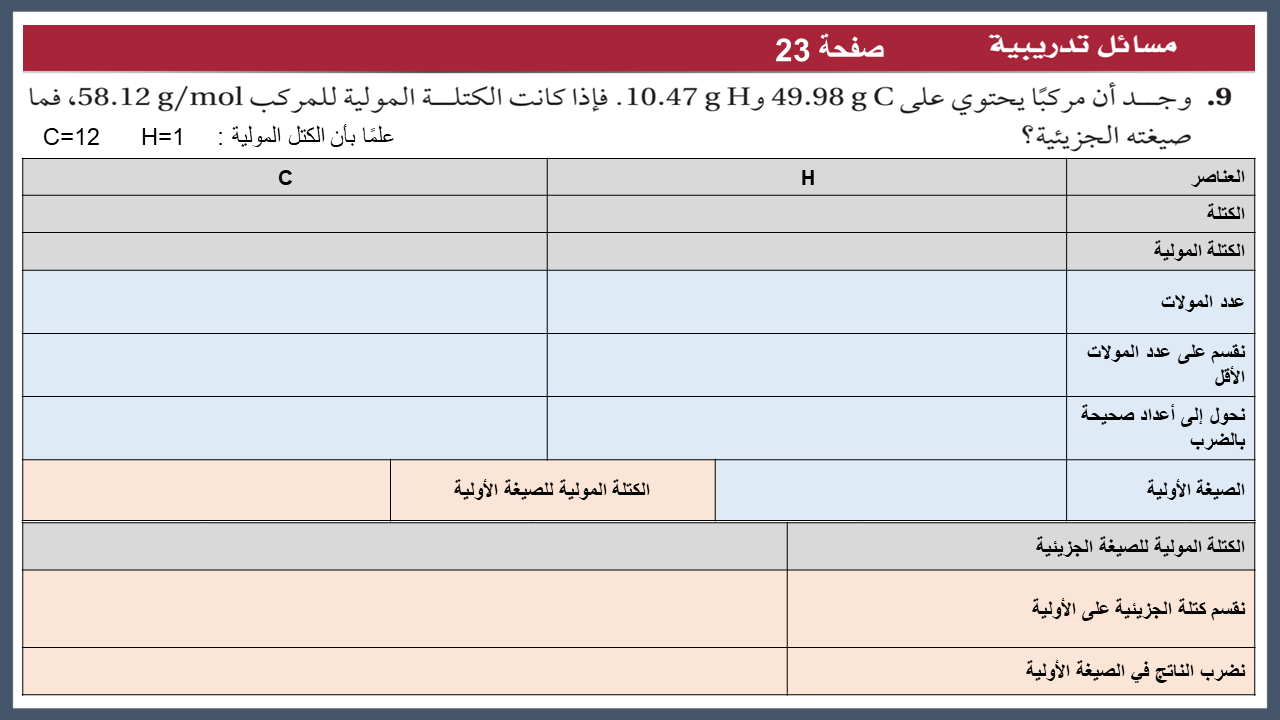 مسائل تدريبية صفحة 23
9. وجد أن مركبًا يحتوي على 49.98 g C و 10.47 g H. فإذا كانت الكتلة المولية للمركب 58.12 g/mol، فما
صيغته الجزيئية؟ علمًا بأن الكتل المولية : H=1 C=12
العناصر H C
الكتلة
الكتلة المولية
عدد المولات
نقسم على عدد المولات
الأقل
نحول إلى أعداد صحيحة
بالضرب
الصيغة الأولية الكتلة المولية للصيغة الأولية
الكتلة المولية للصيغة الجزيئية
نقسم كتلة الجزيئية على الأولية
نضرب الناتج في الصيغة الأولية